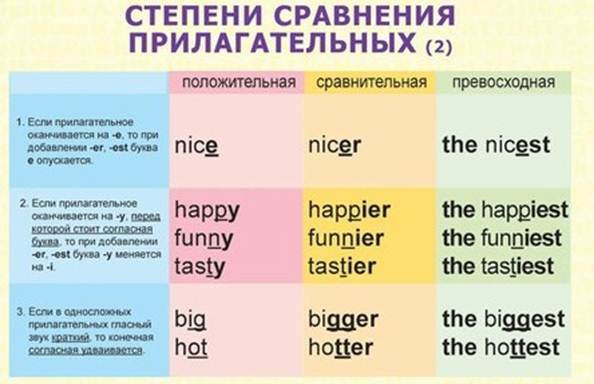 СТЕПЕНИ СРАВНЕНИЯ
ПРИЛАГАТЕЛЬНЫХ (2)
положительная сравнительная превосходная
1. Если прилагательное
оканчивается на -e, то при
добавлении -er, -est буква
e опускается.
nice nicer the nicest
2. Если прилагательное
оканчивается на -y, перед
которой стоит согласная
буква, то при добавлении
-er, -est буква -y меняется
на -i.
happy happier the happiest
funny funnier the funniest
tasty tastier the tastiest
3. Если в односложных
прилагательных гласный
звук краткий, то конечная
согласная удваивается.
big bigger the biggest
hot hotter the hottest